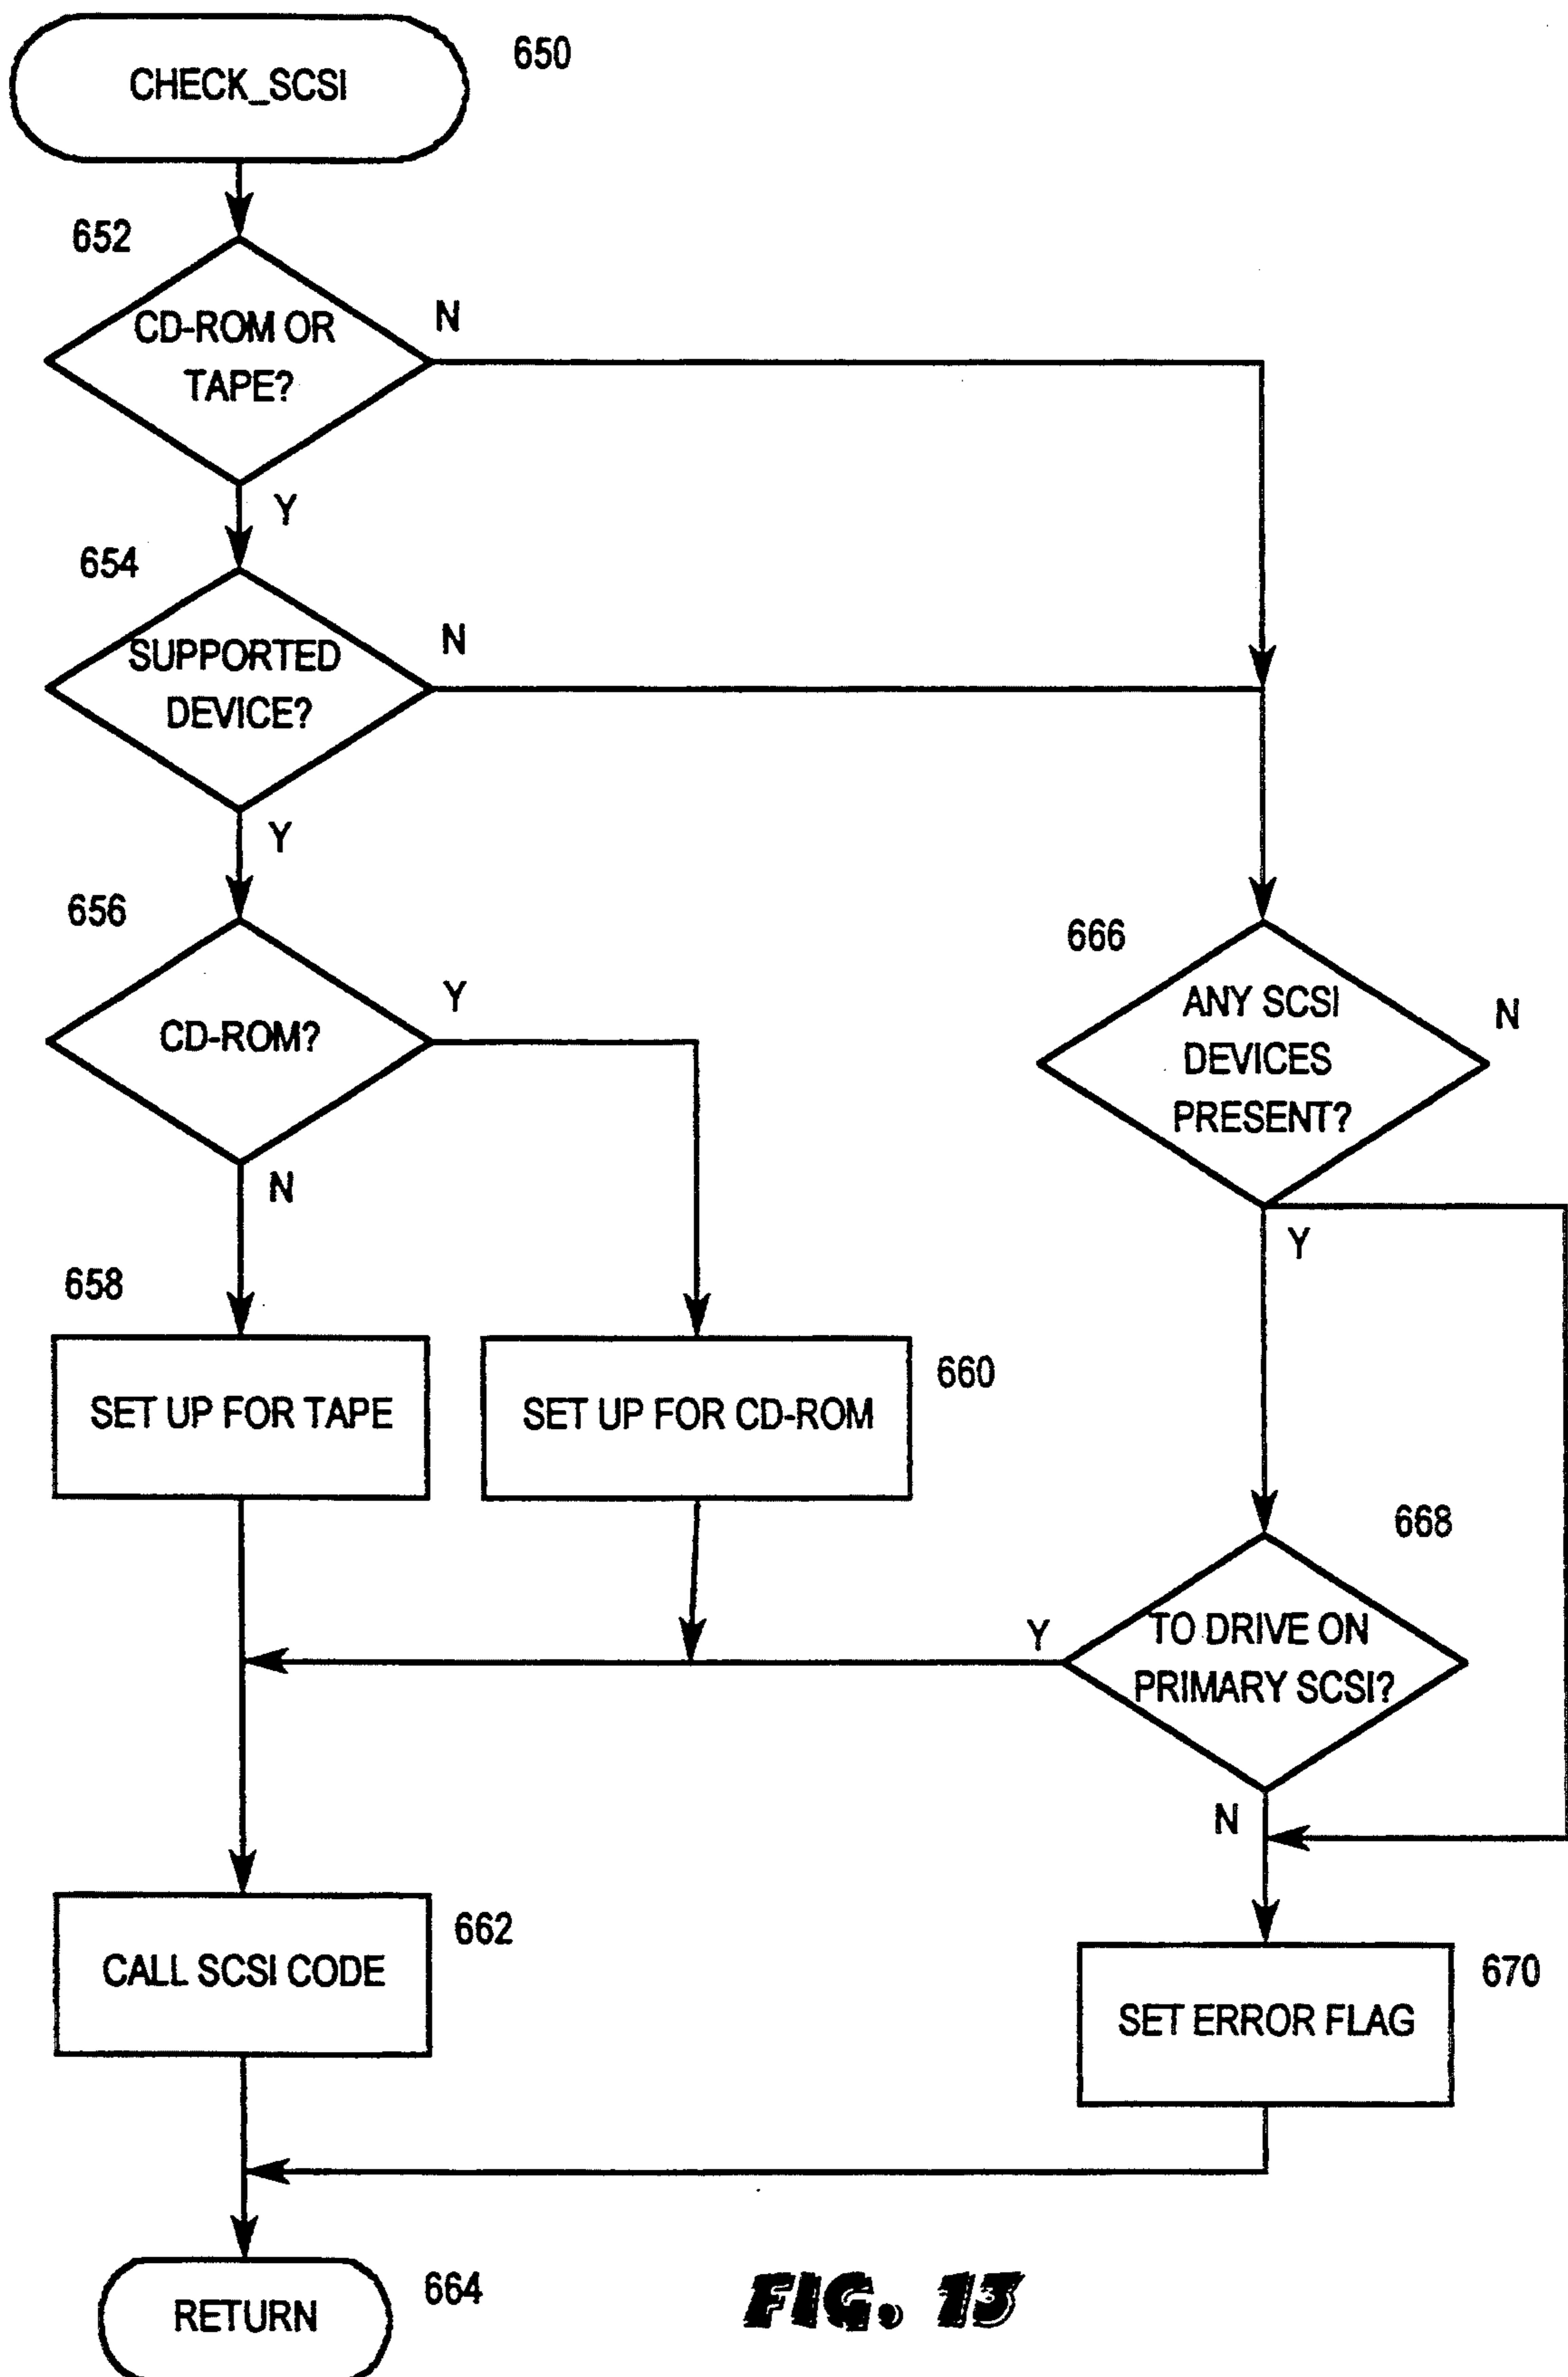 CHECK_SCSI
650
652
CD-ROM OR
TAPE?
N
Y
654
SUPPORTED
DEVICE?
N
Y
656
CD-ROM?
Y
N
666
ANY SCSI
DEVICES
PRESENT?
N
Y
658
SET UP FOR TAPE
SET UP FOR CD-ROM
660
668
TO DRIVE ON
PRIMARY SCSI?
Y
N
CALL SCSI CODE
662
SET ERROR FLAG
670
RETURN
664
FIG. 13